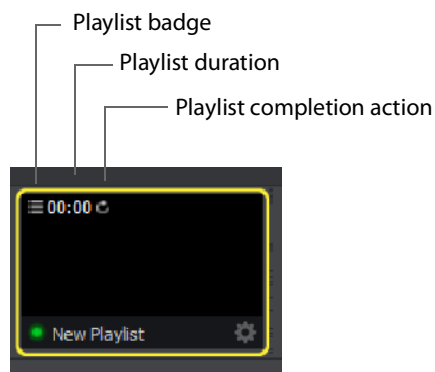 Playlist badge
Playlist duration
Playlist completion action
00:00
New Playlist